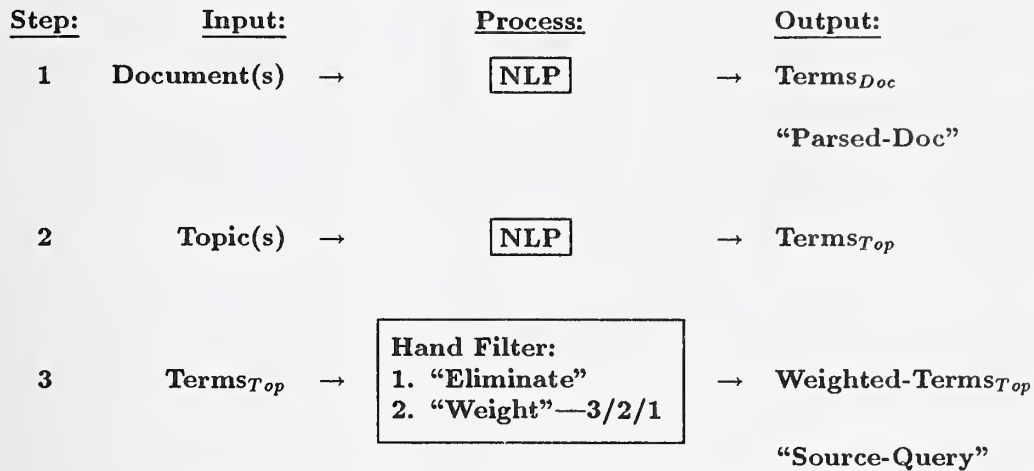 Step: Input: Process: Output:
1 Document(s) → NLP → Terms_Doc
“Parsed-Doc”
2 Topic(s) → NLP → Terms_Top
3 Terms_Top → Hand Filter: 1. “Eliminate” 2. “Weight”—3/2/1 → Weighted-Terms_Top
“Source-Query”